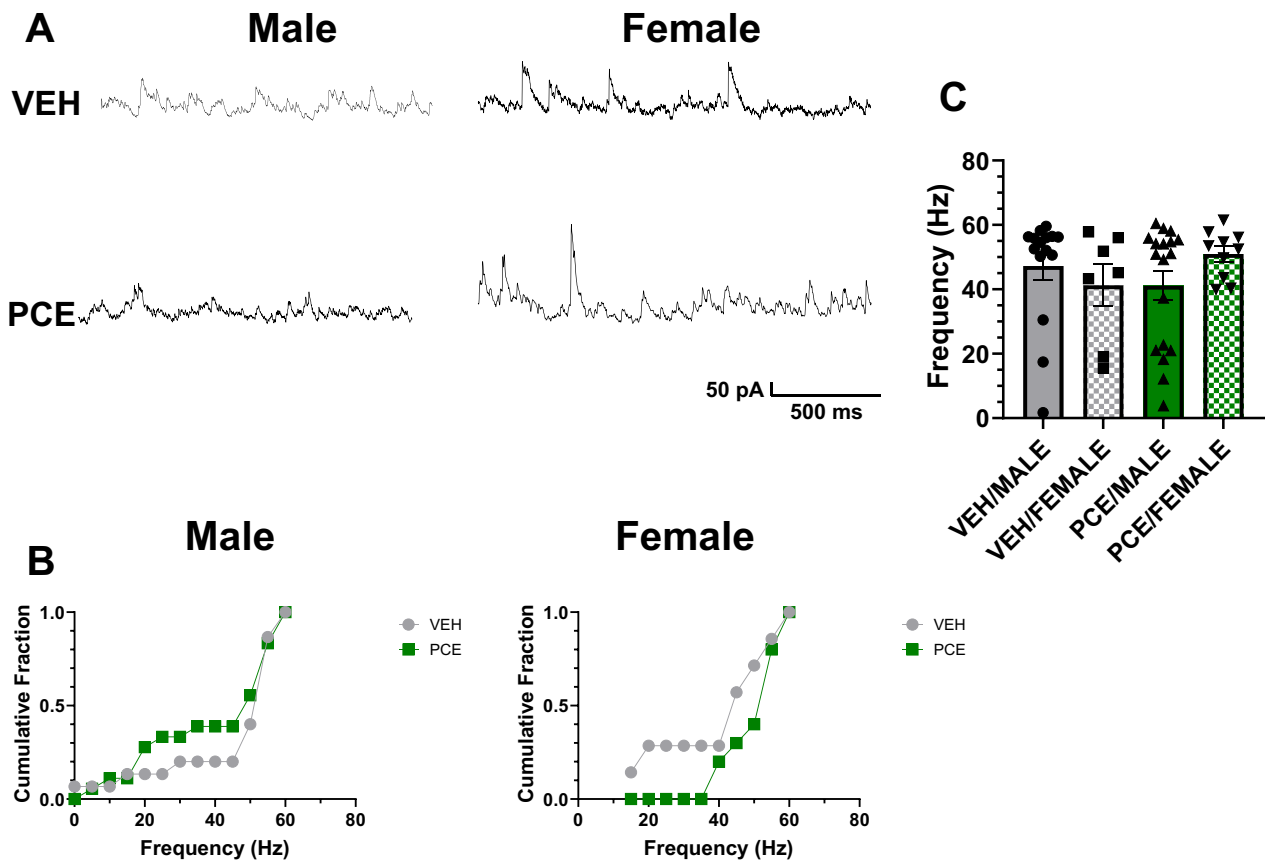 A
Male
Female
VEH
PCE
50 pA
500 ms
C
Frequency (Hz)
80
60
40
20
0
VEH/MALE
VEH/FEMALE
PCE/MALE
PCE/FEMALE
B
Male
Cumulative Fraction
1.0
0.5
0.0
0
20
40
60
80
Frequency (Hz)
VEH
PCE
Female
Cumulative Fraction
1.0
0.5
0.0
0
20
40
60
80
Frequency (Hz)
VEH
PCE